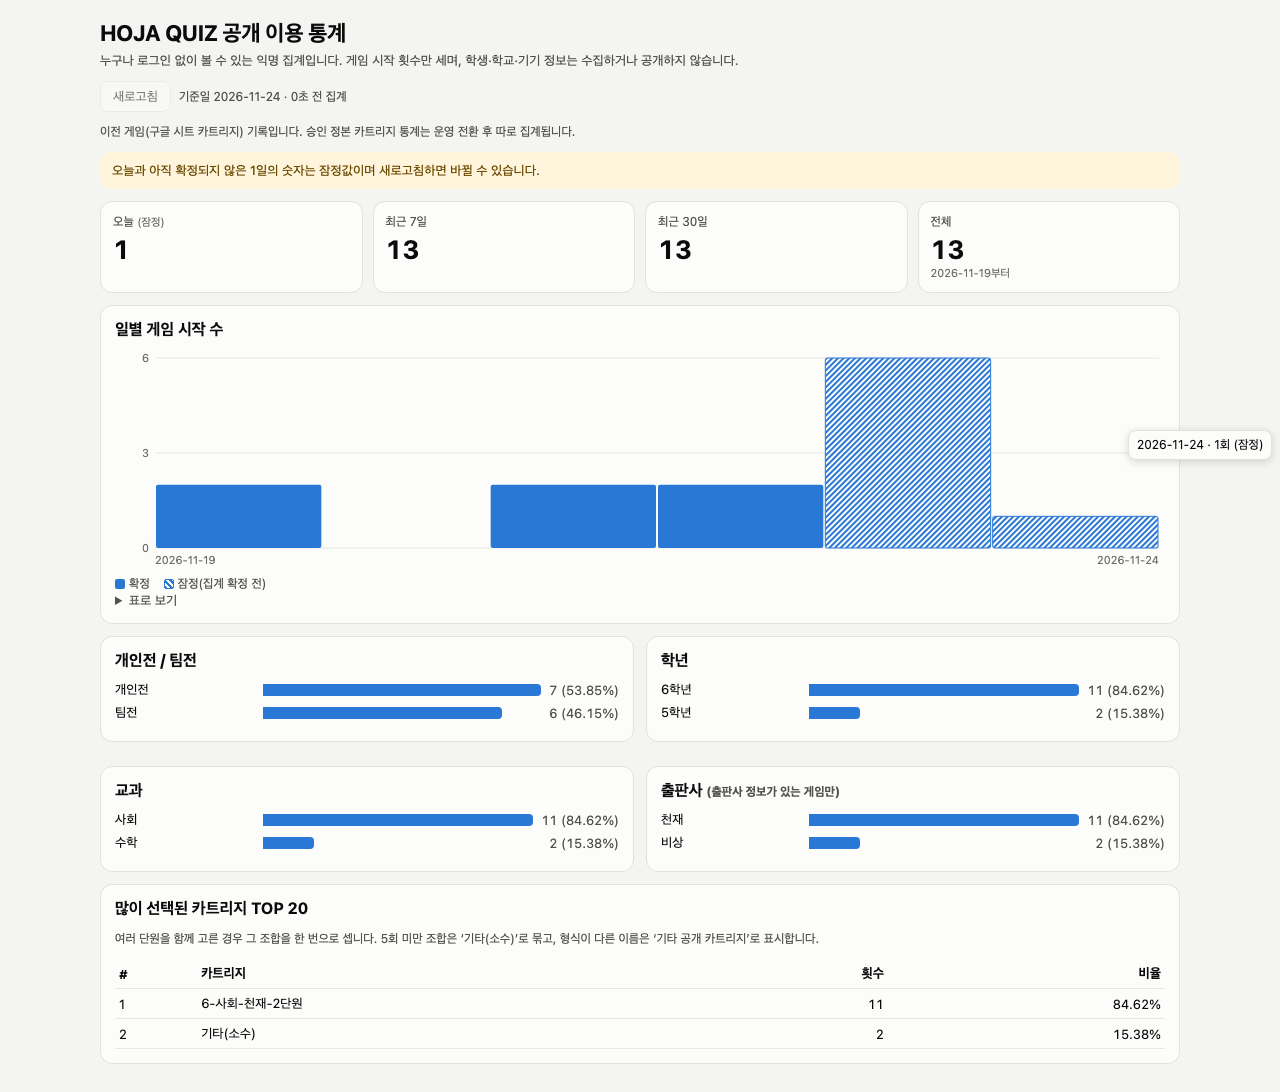 HOJA QUIZ 공개 이용 통계
누구나 로그인 없이 볼 수 있는 익명 집계입니다. 게임 시작 횟수만 세며, 학생·학교·기기 정보는 수집하거나 공개하지 않습니다.
새로고침 기준일 2026-11-24 · 0초 전 집계
이전 게임(구글 시트 카트리지) 기록입니다. 승인 정본 카트리지 통계는 운영 전환 후 따로 집계됩니다.
오늘과 아직 확정되지 않은 1일의 숫자는 잠정값이며 새로고침하면 바뀔 수 있습니다.
오늘 (잠정)
1
최근 7일
13
최근 30일
13
전체
13
2026-11-19부터
일별 게임 시작 수
6
3
0
2026-11-24 · 1회 (잠정)
2026-11-19 2026-11-24
확정 잠정(집계 확정 전)
▶ 표로 보기
개인전 / 팀전
개인전 7 (53.85%)
팀전 6 (46.15%)
학년
6학년 11 (84.62%)
5학년 2 (15.38%)
교과
사회 11 (84.62%)
수학 2 (15.38%)
출판사 (출판사 정보가 있는 게임만)
천재 11 (84.62%)
비상 2 (15.38%)
많이 선택된 카트리지 TOP 20
여러 단원을 함께 고른 경우 그 조합을 한 번으로 셉니다. 5회 미만 조합은 ‘기타(소수)’로 묶고, 형식이 다른 이름은 ‘기타 공개 카트리지’로 표시합니다.
# 카트리지 횟수 비율
1 6-사회-천재-2단원 11 84.62%
2 기타(소수) 2 15.38%